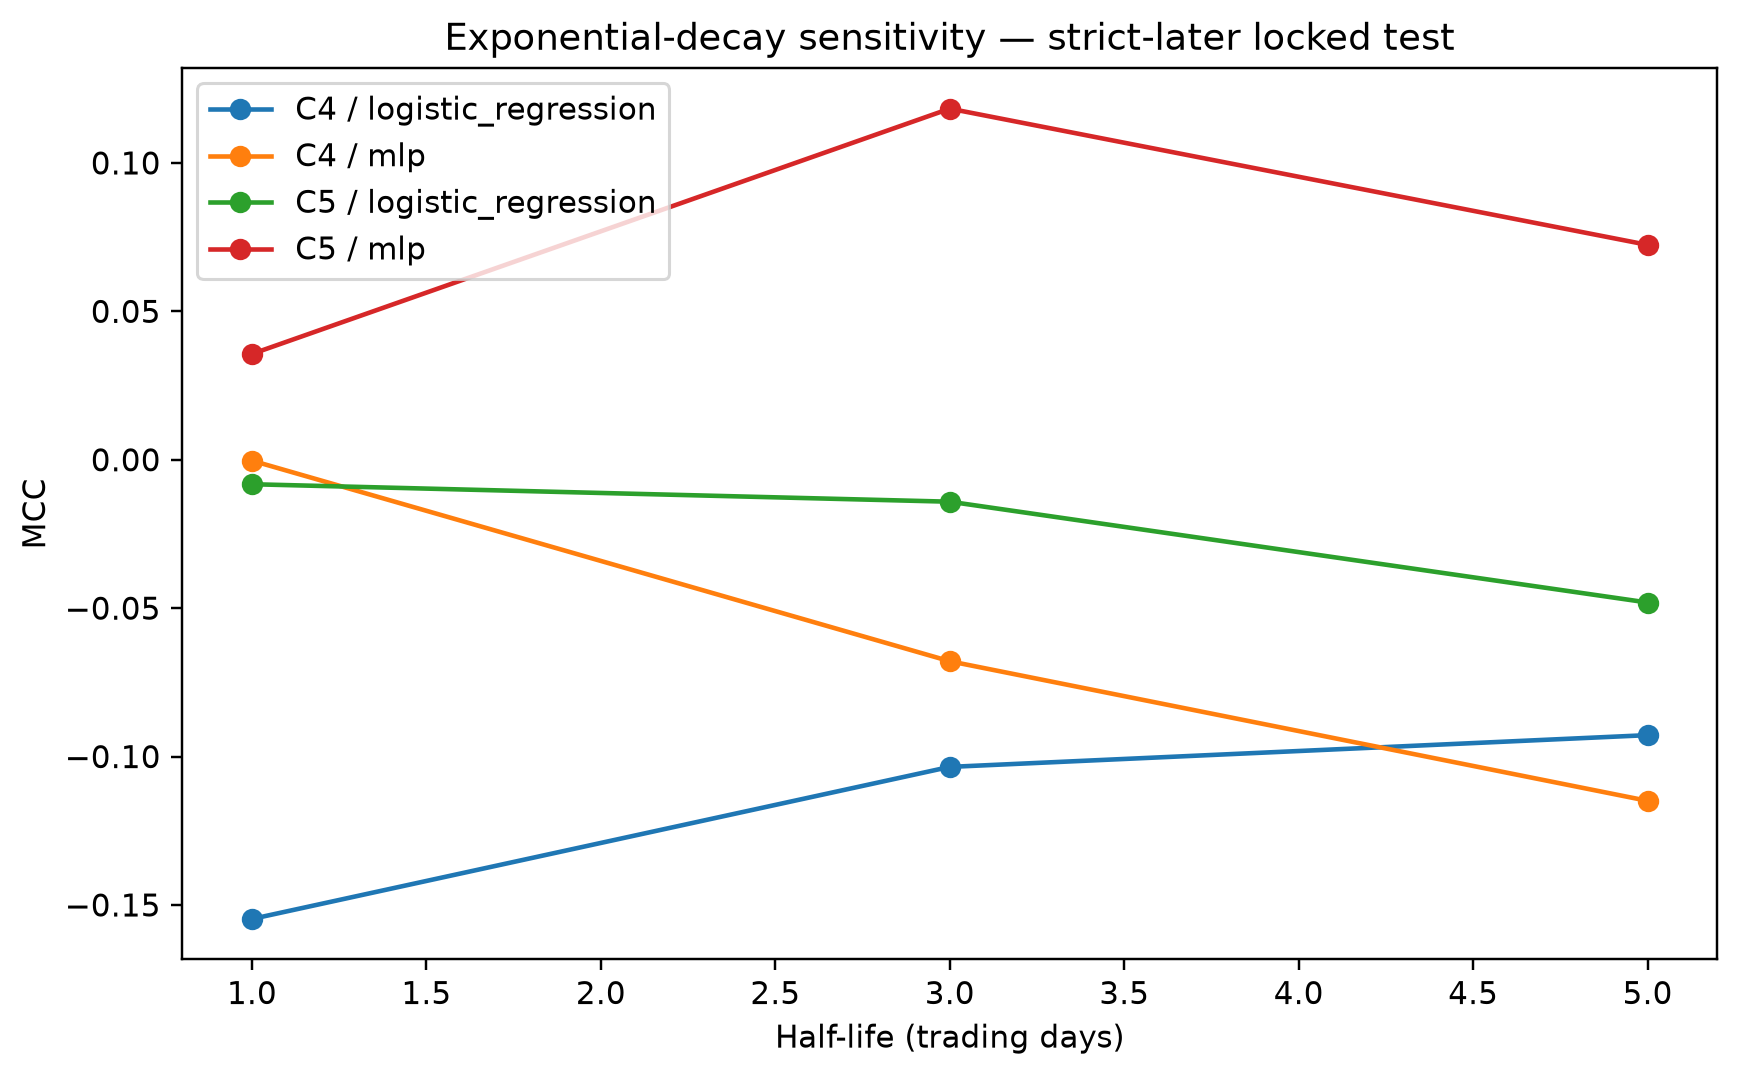 Exponential-decay sensitivity — strict-later locked test
C4 / logistic_regression
C4 / mlp
C5 / logistic_regression
C5 / mlp
0.10
0.05
0.00
−0.05
−0.10
−0.15
MCC
1.0 1.5 2.0 2.5 3.0 3.5 4.0 4.5 5.0
Half-life (trading days)